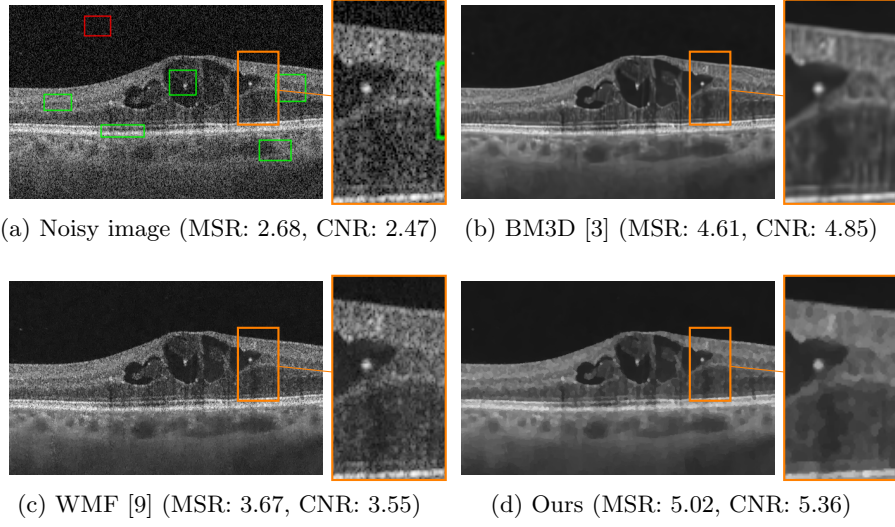 (a) Noisy image (MSR: 2.68, CNR: 2.47)
(b) BM3D [3] (MSR: 4.61, CNR: 4.85)
(c) WMF [9] (MSR: 3.67, CNR: 3.55)
(d) Ours (MSR: 5.02, CNR: 5.36)